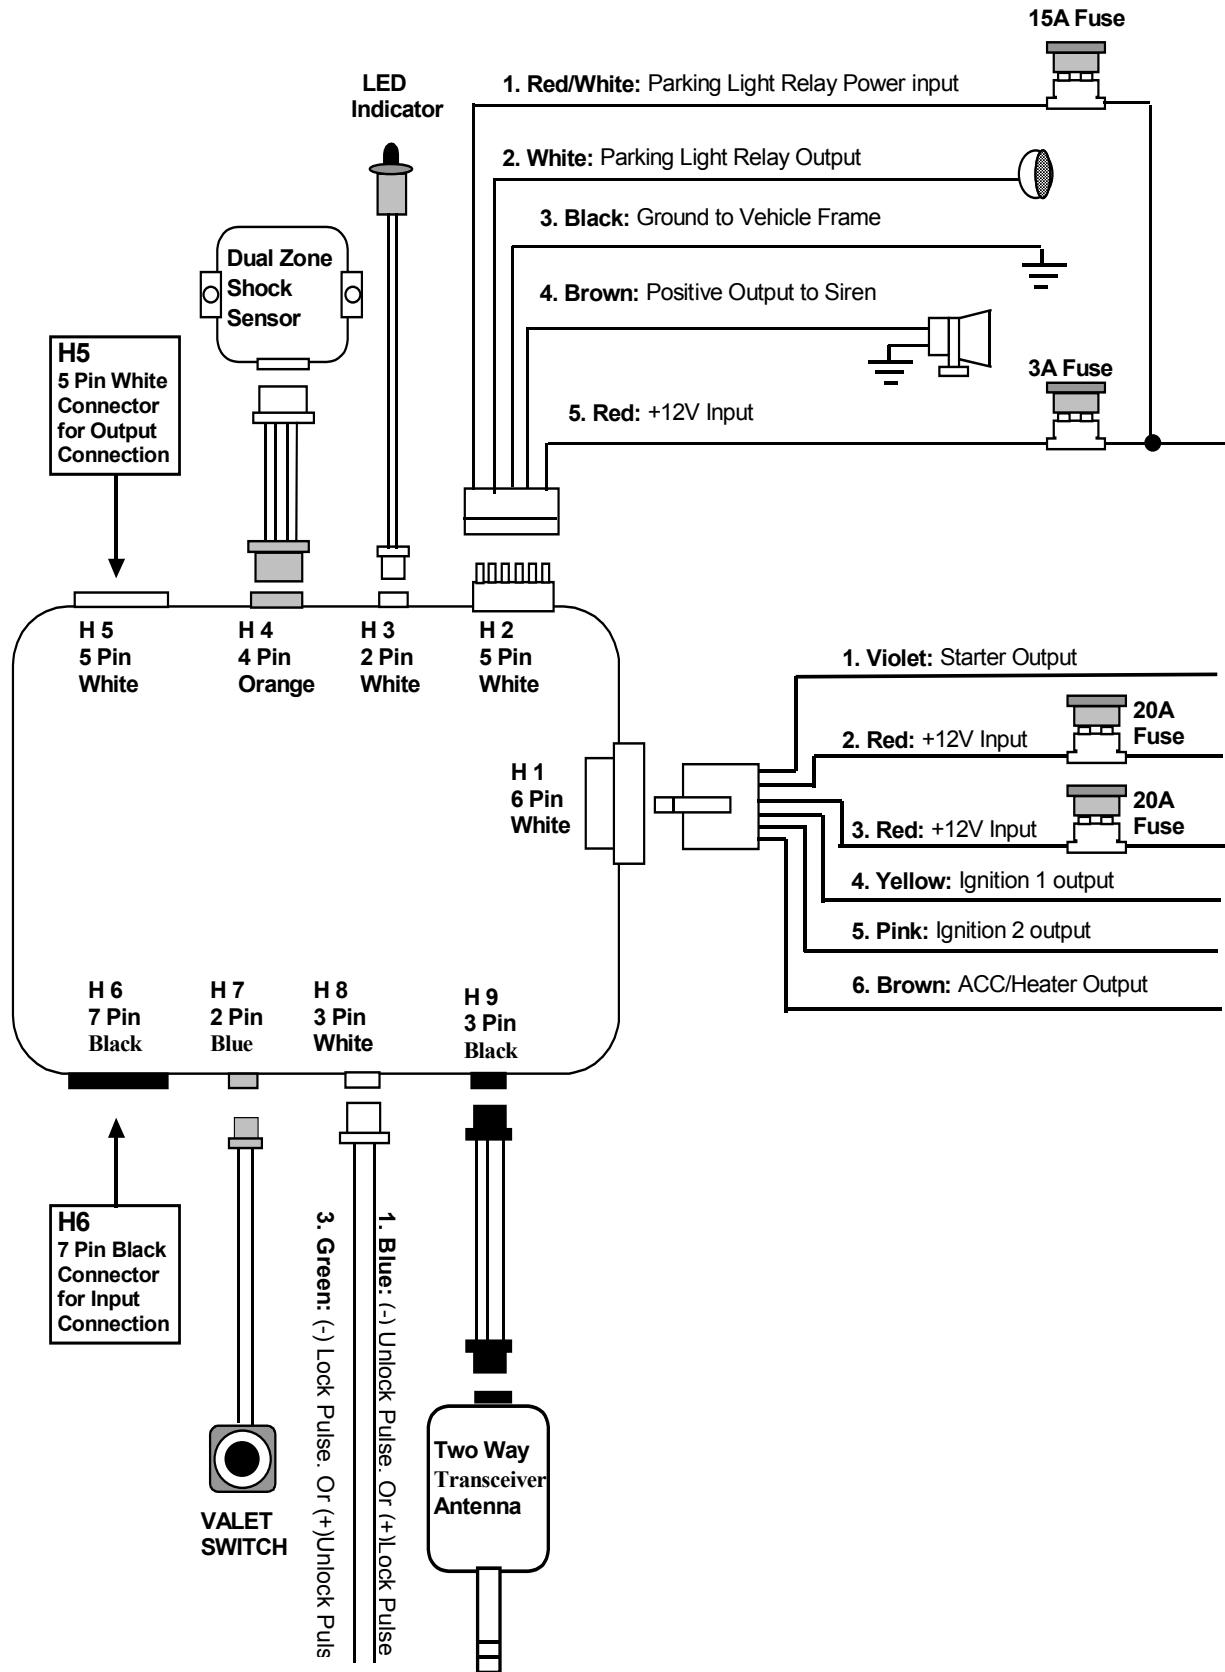 15A Fuse
LED
Indicator
1. Red/White: Parking Light Relay Power input
2. White: Parking Light Relay Output
3. Black: Ground to Vehicle Frame
4. Brown: Positive Output to Siren
3A Fuse
5. Red: +12V Input
Dual Zone
Shock
Sensor
H5
5 Pin White
Connector
for Output
Connection
H 5
5 Pin
White
H 4
4 Pin
Orange
H 3
2 Pin
White
H 2
5 Pin
White
H 1
6 Pin
White
1. Violet: Starter Output
20A
Fuse
2. Red: +12V Input
20A
Fuse
3. Red: +12V Input
4. Yellow: Ignition 1 output
5. Pink: Ignition 2 output
6. Brown: ACC/Heater Output
H 6
7 Pin
Black
H 7
2 Pin
Blue
H 8
3 Pin
White
H 9
3 Pin
Black
H6
7 Pin Black
Connector
for Input
Connection
VALET
SWITCH
3. Green: (-) Lock Pulse. Or (+)Unlock Puls
1. Blue: (-) Unlock Pulse. Or (+)Lock Pulse
Two Way
Transceiver
Antenna